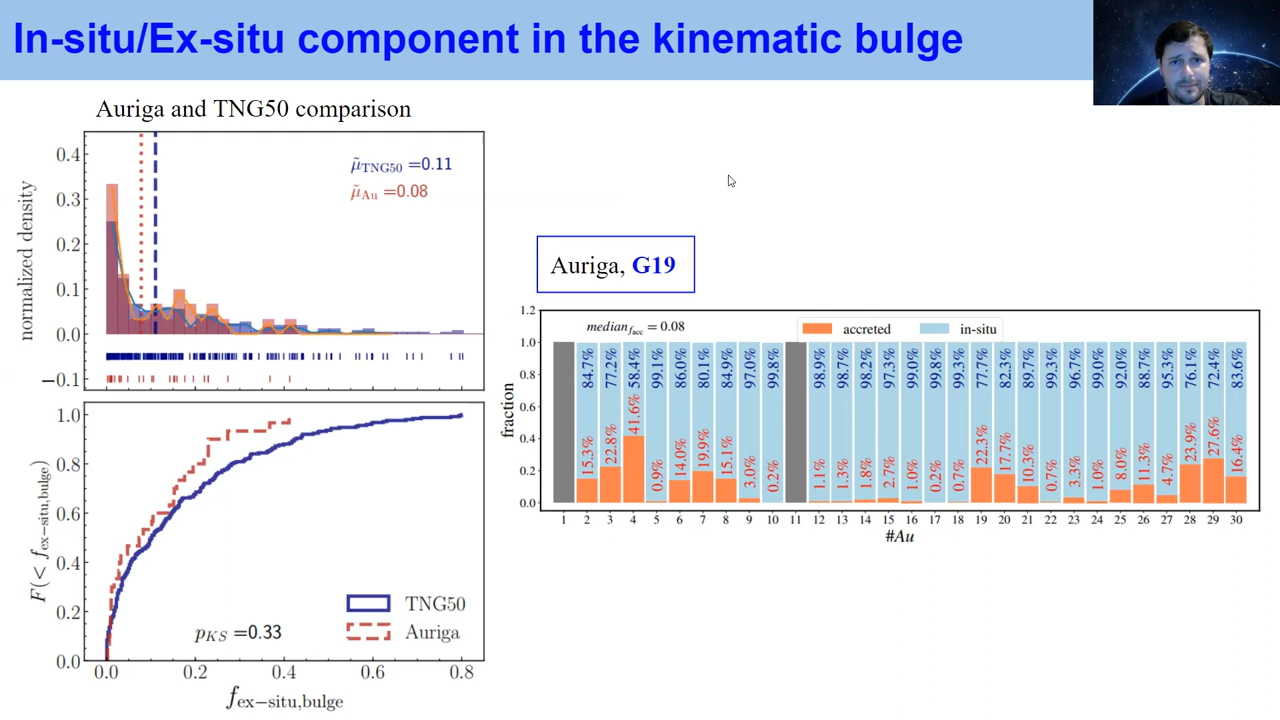 In-situ/Ex-situ component in the kinematic bulge
Auriga and TNG50 comparison
0.4
0.3
0.2
0.1
0.0
−0.1
normalized density
μ̃TNG50 =0.11
μ̃Au =0.08
1.0
0.8
0.6
0.4
0.2
0.0
F(< fex−situ,bulge)
pKS =0.33
TNG50
Auriga
0.0 0.2 0.4 0.6 0.8
fex−situ,bulge
Auriga, G19
1.2
1.0
0.8
0.6
0.4
0.2
0.0
fraction
medianfacc = 0.08
accreted in-situ
84.7% 77.2% 58.4% 99.1% 86.0% 80.1% 84.9% 97.0% 99.8% 98.9% 98.7% 98.2% 97.3% 99.0% 99.8% 99.3% 77.7% 82.3% 89.7% 99.3% 96.7% 99.0% 92.0% 88.7% 95.3% 76.1% 72.4% 83.6%
15.3% 22.8% 41.6% 0.9% 14.0% 19.9% 15.1% 3.0% 0.2% 1.1% 1.3% 1.8% 2.7% 1.0% 0.2% 0.7% 22.3% 17.7% 10.3% 0.7% 3.3% 1.0% 8.0% 11.3% 4.7% 23.9% 27.6% 16.4%
1 2 3 4 5 6 7 8 9 10 11 12 13 14 15 16 17 18 19 20 21 22 23 24 25 26 27 28 29 30
#Au